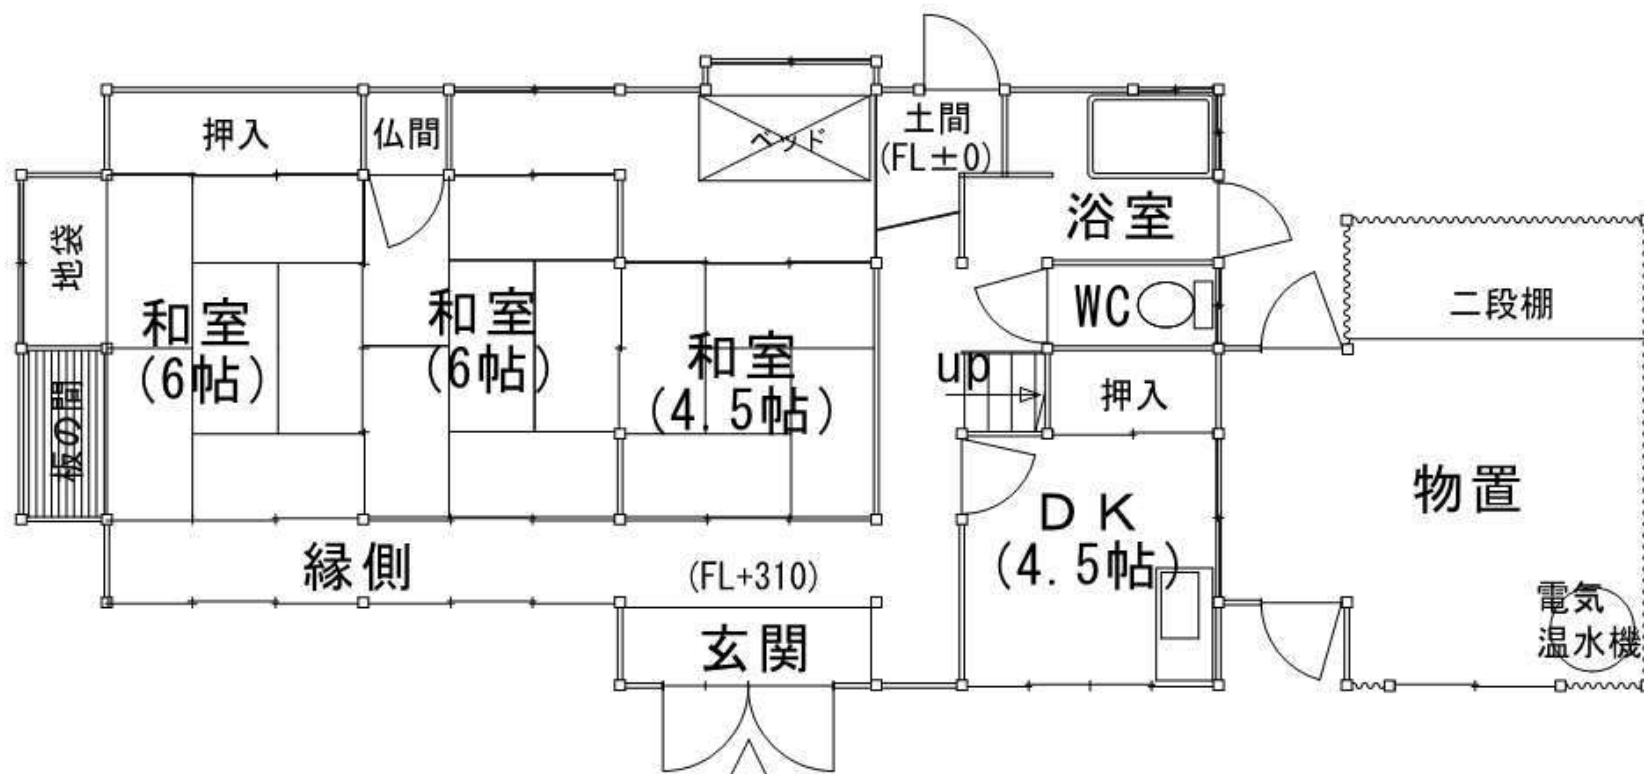 押入
仏間
ベッド
土間
(FL±0)
浴室
地袋
和室
(6帖)
和室
(6帖)
和室
(4.5帖)
WC
二段棚
up
押入
板の間
DK
(4.5帖)
物置
縁側
(FL+310)
玄関
電気
温水機